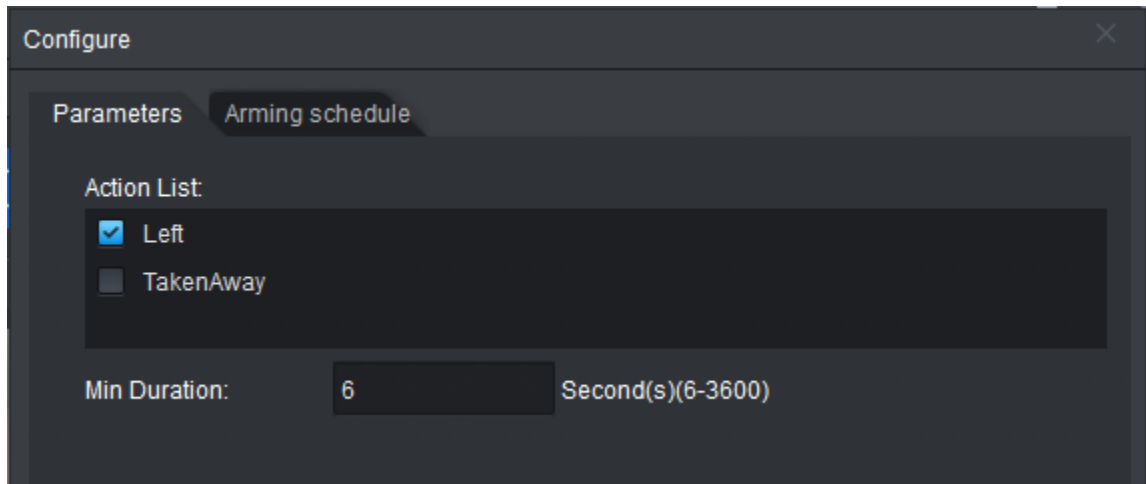 Configure
Parameters Arming schedule
Action List:
Left
TakenAway
Min Duration: 6 Second(s)(6-3600)